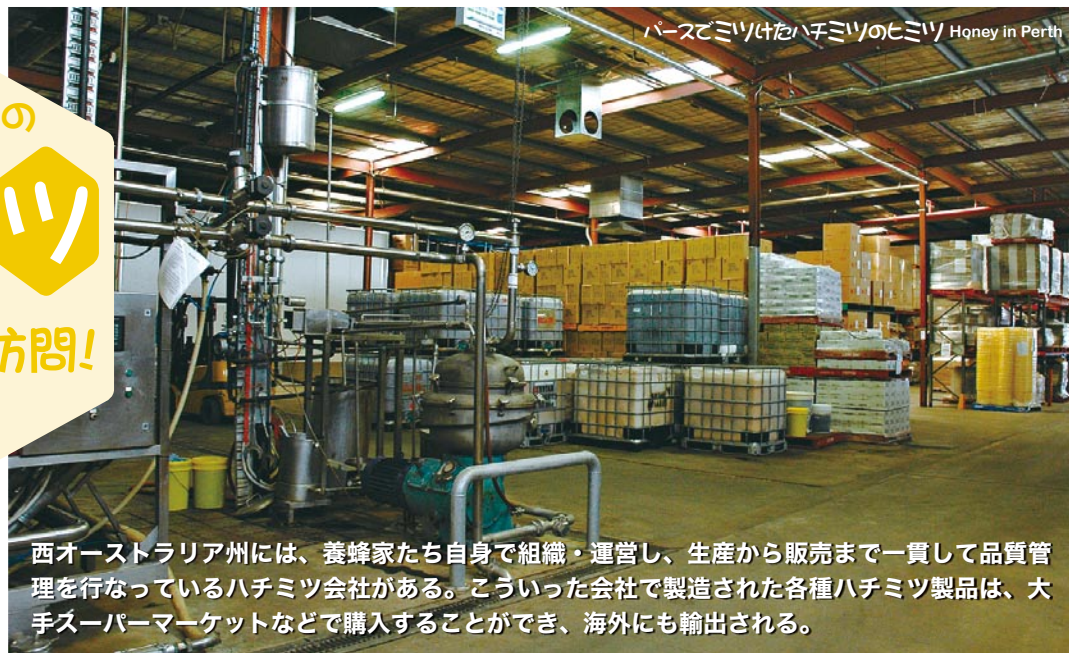 パースでミツけたハチミツのヒミツ Honey in Perth
の
ツ
訪問!
西オーストラリア州には、養蜂家たち自身で組織・運営し、生産から販売まで一貫して品質管
理を行なっているハチミツ会社がある。こういった会社で製造された各種ハチミツ製品は、大
手スーパーマーケットなどで購入することができ、海外にも輸出される。